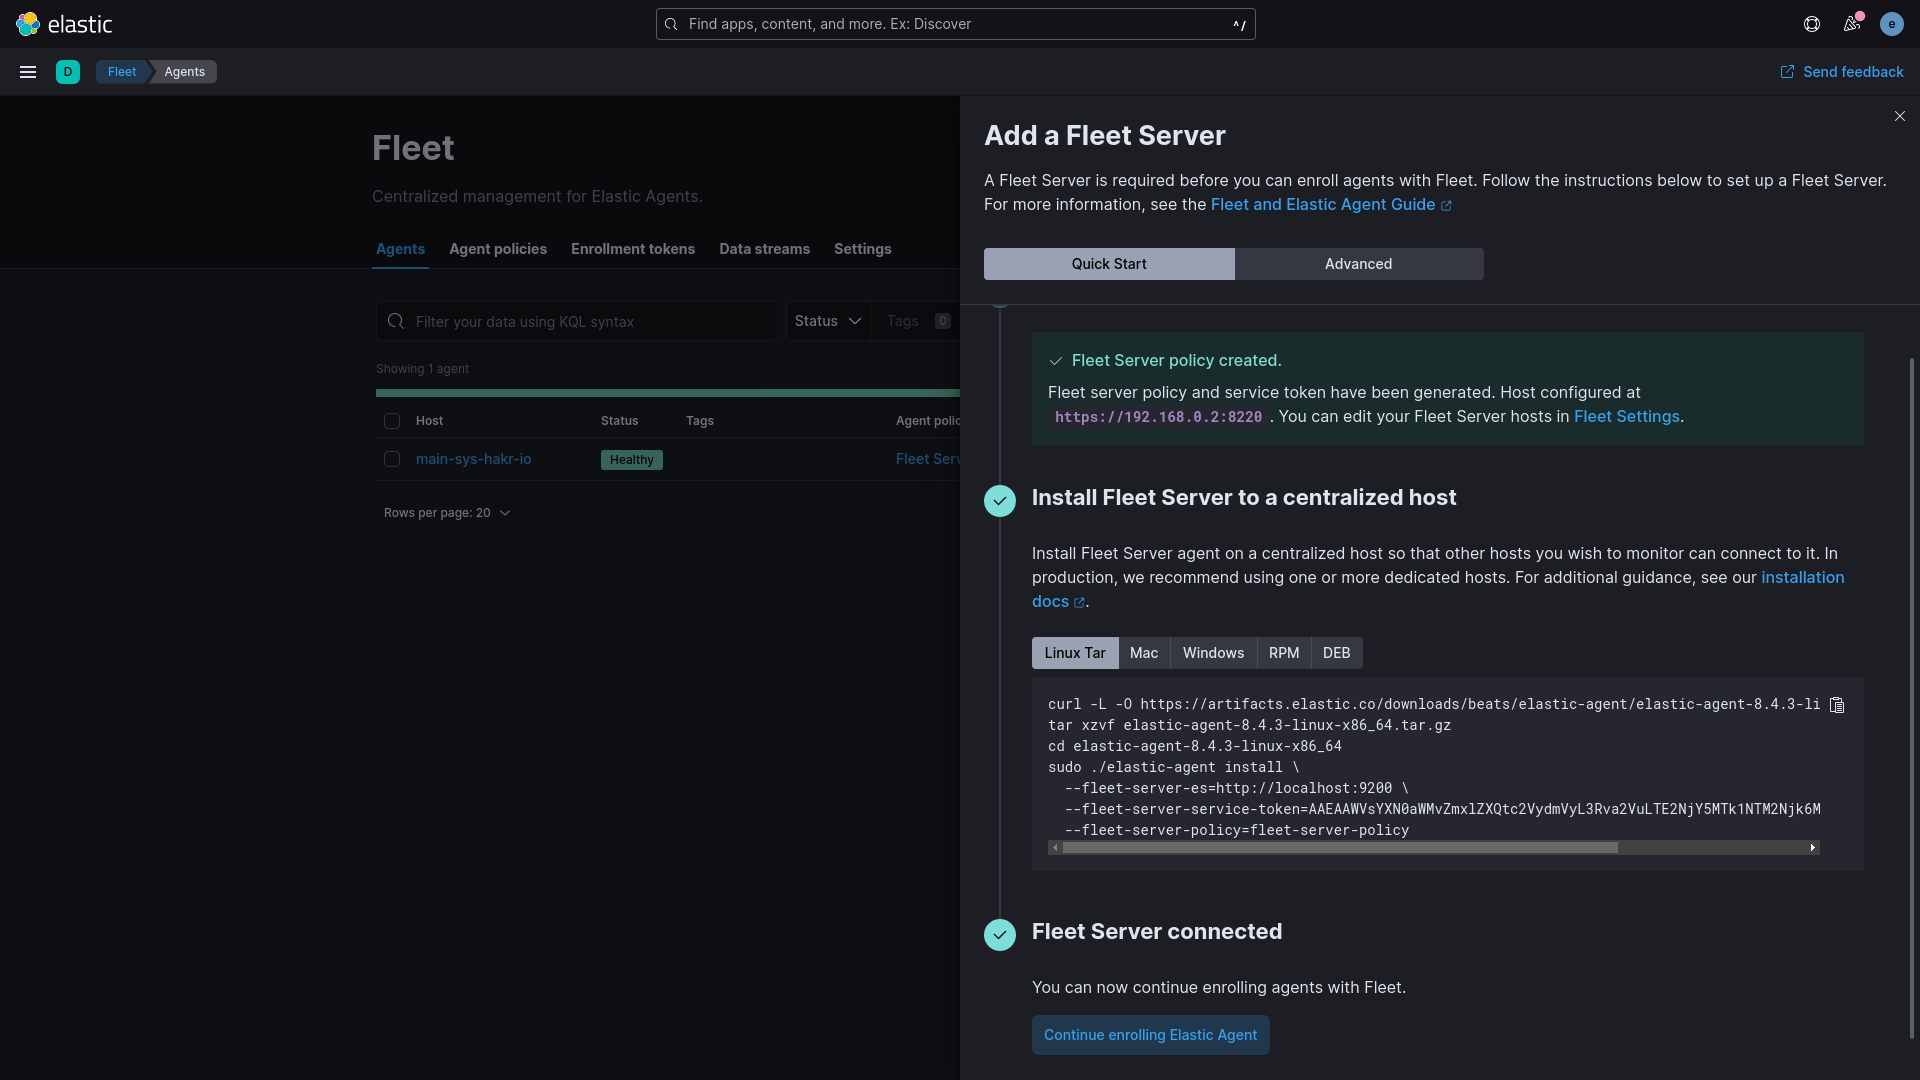 elastic
Find apps, content, and more. Ex: Discover
^/
e
D
Fleet
Agents
Send feedback
Fleet
Centralized management for Elastic Agents.
Agents
Agent policies
Enrollment tokens
Data streams
Settings
Filter your data using KQL syntax
Status
Tags
0
Showing 1 agent
Host
Status
Tags
Agent polic
main-sys-hakr-io
Healthy
Fleet Serv
Rows per page: 20
Add a Fleet Server
A Fleet Server is required before you can enroll agents with Fleet. Follow the instructions below to set up a Fleet Server.
For more information, see the Fleet and Elastic Agent Guide
Quick Start
Advanced
Fleet Server policy created.
Fleet server policy and service token have been generated. Host configured at
https://192.168.0.2:8220 . You can edit your Fleet Server hosts in Fleet Settings.
Install Fleet Server to a centralized host
Install Fleet Server agent on a centralized host so that other hosts you wish to monitor can connect to it. In
production, we recommend using one or more dedicated hosts. For additional guidance, see our installation
docs .
Linux Tar
Mac
Windows
RPM
DEB
curl -L -O https://artifacts.elastic.co/downloads/beats/elastic-agent/elastic-agent-8.4.3-li
tar xzvf elastic-agent-8.4.3-linux-x86_64.tar.gz
cd elastic-agent-8.4.3-linux-x86_64
sudo ./elastic-agent install \
--fleet-server-es=http://localhost:9200 \
--fleet-server-service-token=AAEAAWVsYXN0aWMvZmxlZXQtc2VydmVyL3Rva2VuLTE2NjY5MTk1NTM2Njk6M
--fleet-server-policy=fleet-server-policy
Fleet Server connected
You can now continue enrolling agents with Fleet.
Continue enrolling Elastic Agent